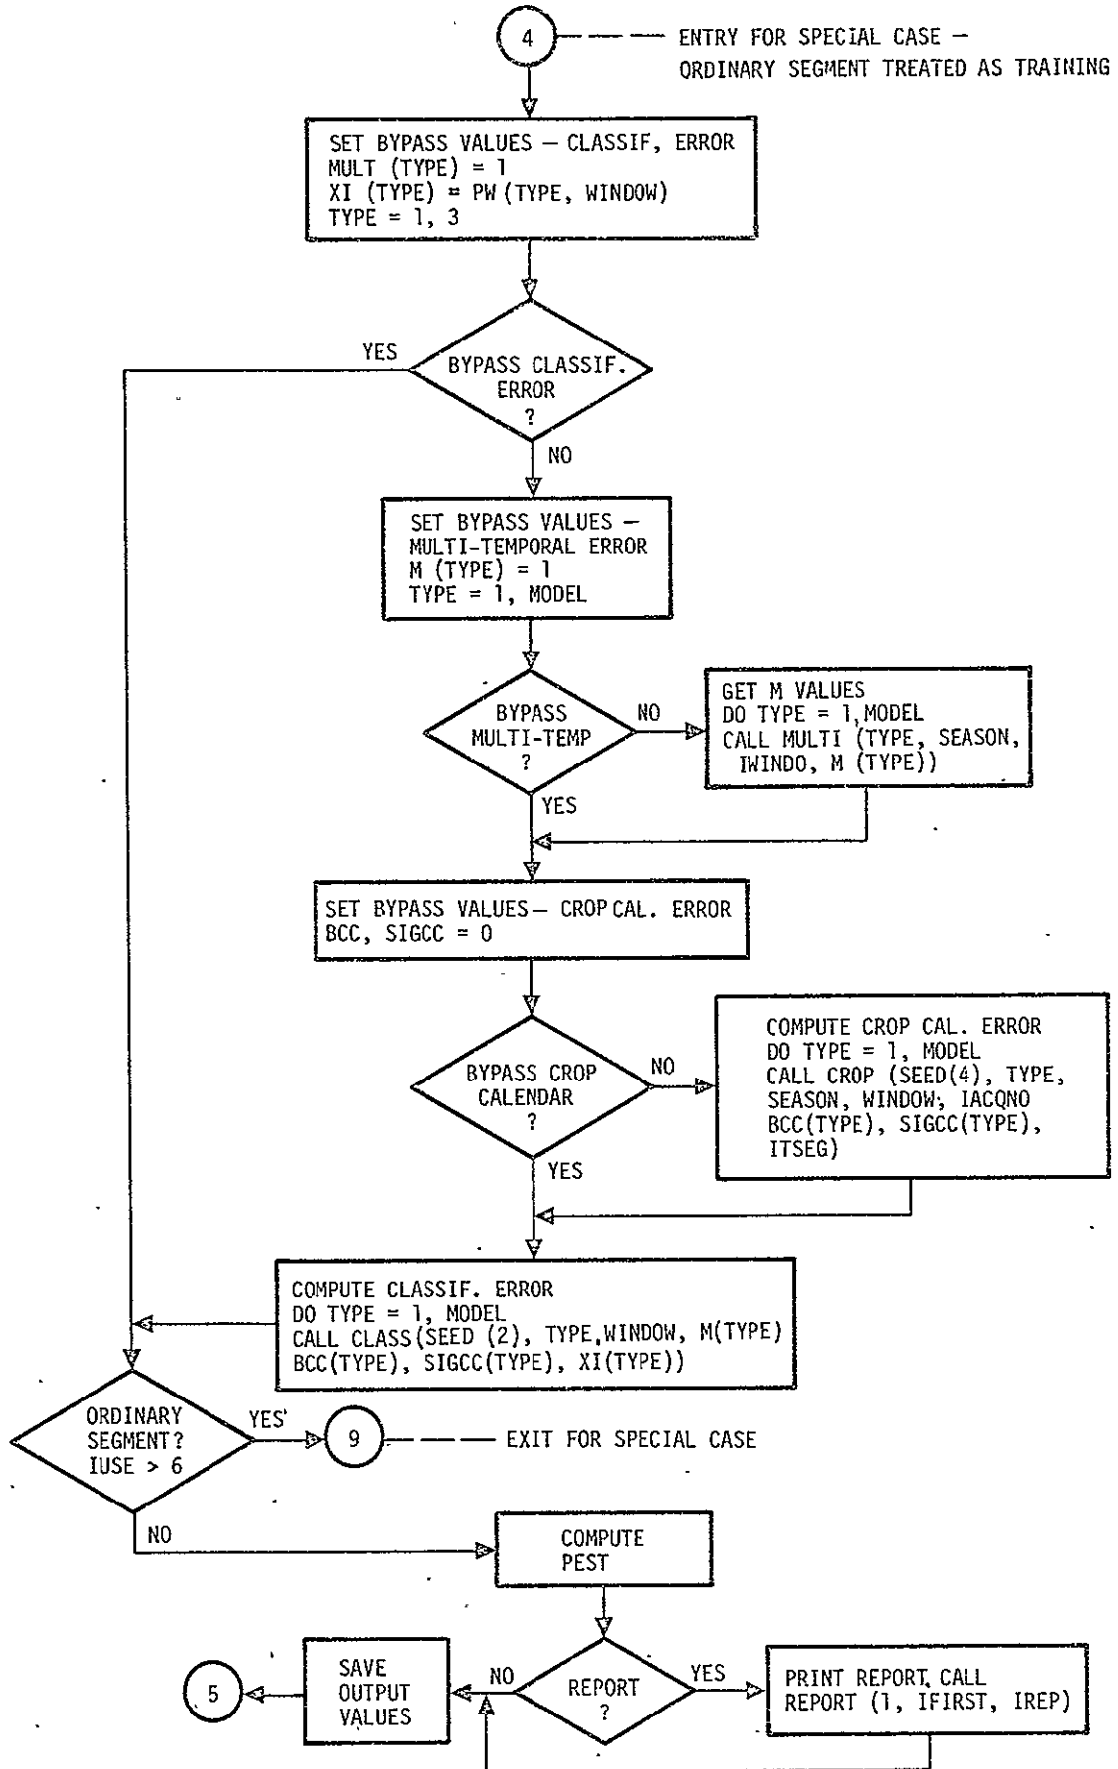 4
ENTRY FOR SPECIAL CASE —
ORDINARY SEGMENT TREATED AS TRAINING
SET BYPASS VALUES — CLASSIF, ERROR
MULT (TYPE) = 1
XI (TYPE) = PW (TYPE, WINDOW)
TYPE = 1, 3
YES
BYPASS CLASSIF.
ERROR
?
NO
SET BYPASS VALUES —
MULTI-TEMPORAL ERROR
M (TYPE) = 1
TYPE = 1, MODEL
BYPASS
MULTI-TEMP
?
NO
GET M VALUES
DO TYPE = 1, MODEL
CALL MULTI (TYPE, SEASON,
IWINDO, M (TYPE))
YES
SET BYPASS VALUES — CROP CAL. ERROR
BCC, SIGCC = 0
BYPASS CROP
CALENDAR
?
NO
COMPUTE CROP CAL. ERROR
DO TYPE = 1, MODEL
CALL CROP (SEED(4), TYPE,
SEASON, WINDOW, IACQNO
BCC(TYPE), SIGCC(TYPE),
ITSEG)
YES
COMPUTE CLASSIF. ERROR
DO TYPE = 1, MODEL
CALL CLASS(SEED (2), TYPE,WINDOW, M(TYPE)
BCC(TYPE), SIGCC(TYPE), XI(TYPE))
ORDINARY
SEGMENT?
IUSE > 6
YES
9
EXIT FOR SPECIAL CASE
NO
COMPUTE
PEST
5
SAVE
OUTPUT
VALUES
NO
REPORT
?
YES
PRINT REPORT, CALL
REPORT (1, IFIRST, IREP)